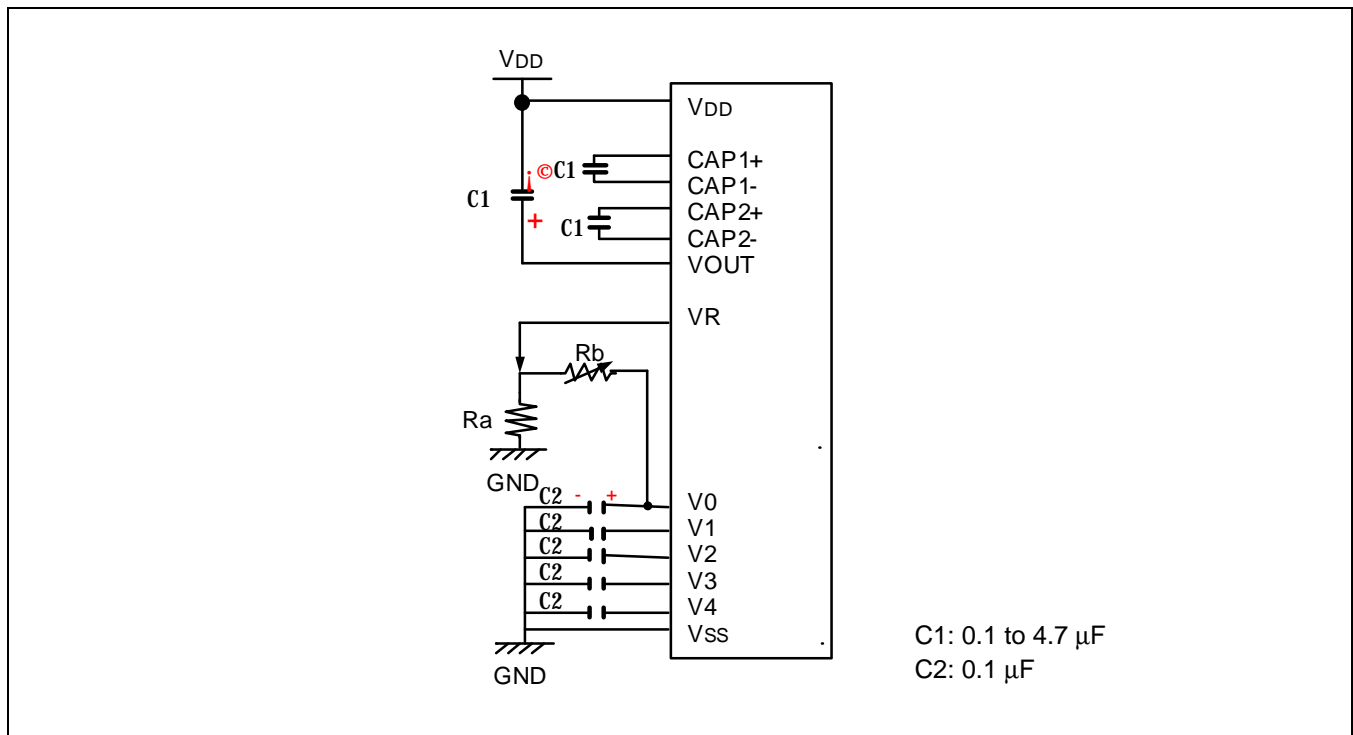 VDD
VDD
CAP1+
¡©C1
CAP1-
C1
CAP2+
+
C1
CAP2-
VOUT
VR
Rb
Ra
GND
C2 - +
V0
C2
V1
C2
V2
C2
V3
C2
V4
VSS
GND
C1: 0.1 to 4.7 μF
C2: 0.1 μF